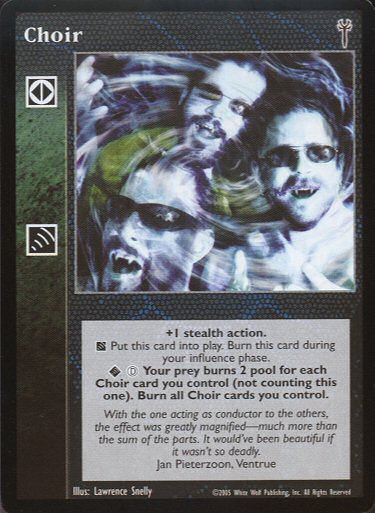 Choir
+1 stealth action.
Put this card into play. Burn this card during
your influence phase.
Ⓓ Your prey burns 2 pool for each
Choir card you control (not counting this
one). Burn all Choir cards you control.
With the one acting as conductor to the others,
the effect was greatly magnified—much more than
the sum of the parts. It would've been beautiful if
it wasn't so deadly.
Jan Pieterzoon, Ventrue
Illus: Lawrence Snelly
©2005 White Wolf Publishing, Inc. All Rights Reserved